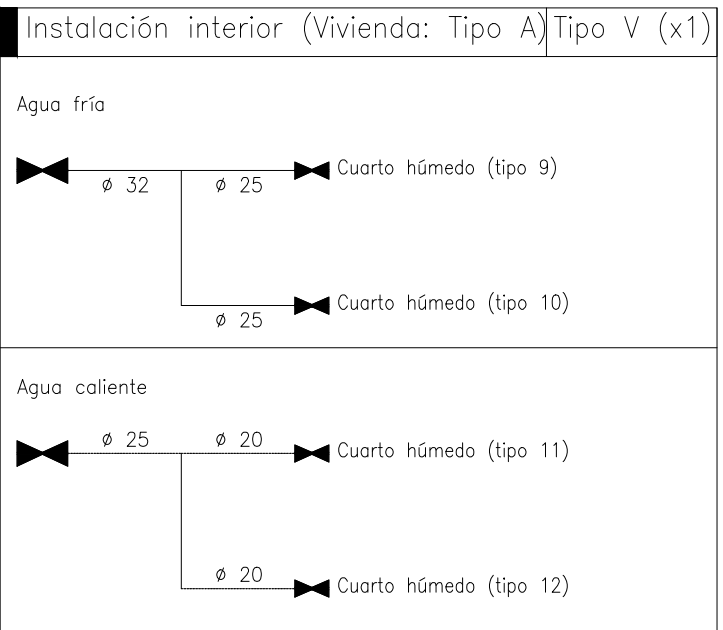 Instalación interior (Vivienda: Tipo A) Tipo V (x1)
Agua fría
Cuarto húmedo (tipo 9)
ø 32 ø 25
Cuarto húmedo (tipo 10)
ø 25
Agua caliente
ø 25 ø 20
Cuarto húmedo (tipo 11)
ø 20
Cuarto húmedo (tipo 12)